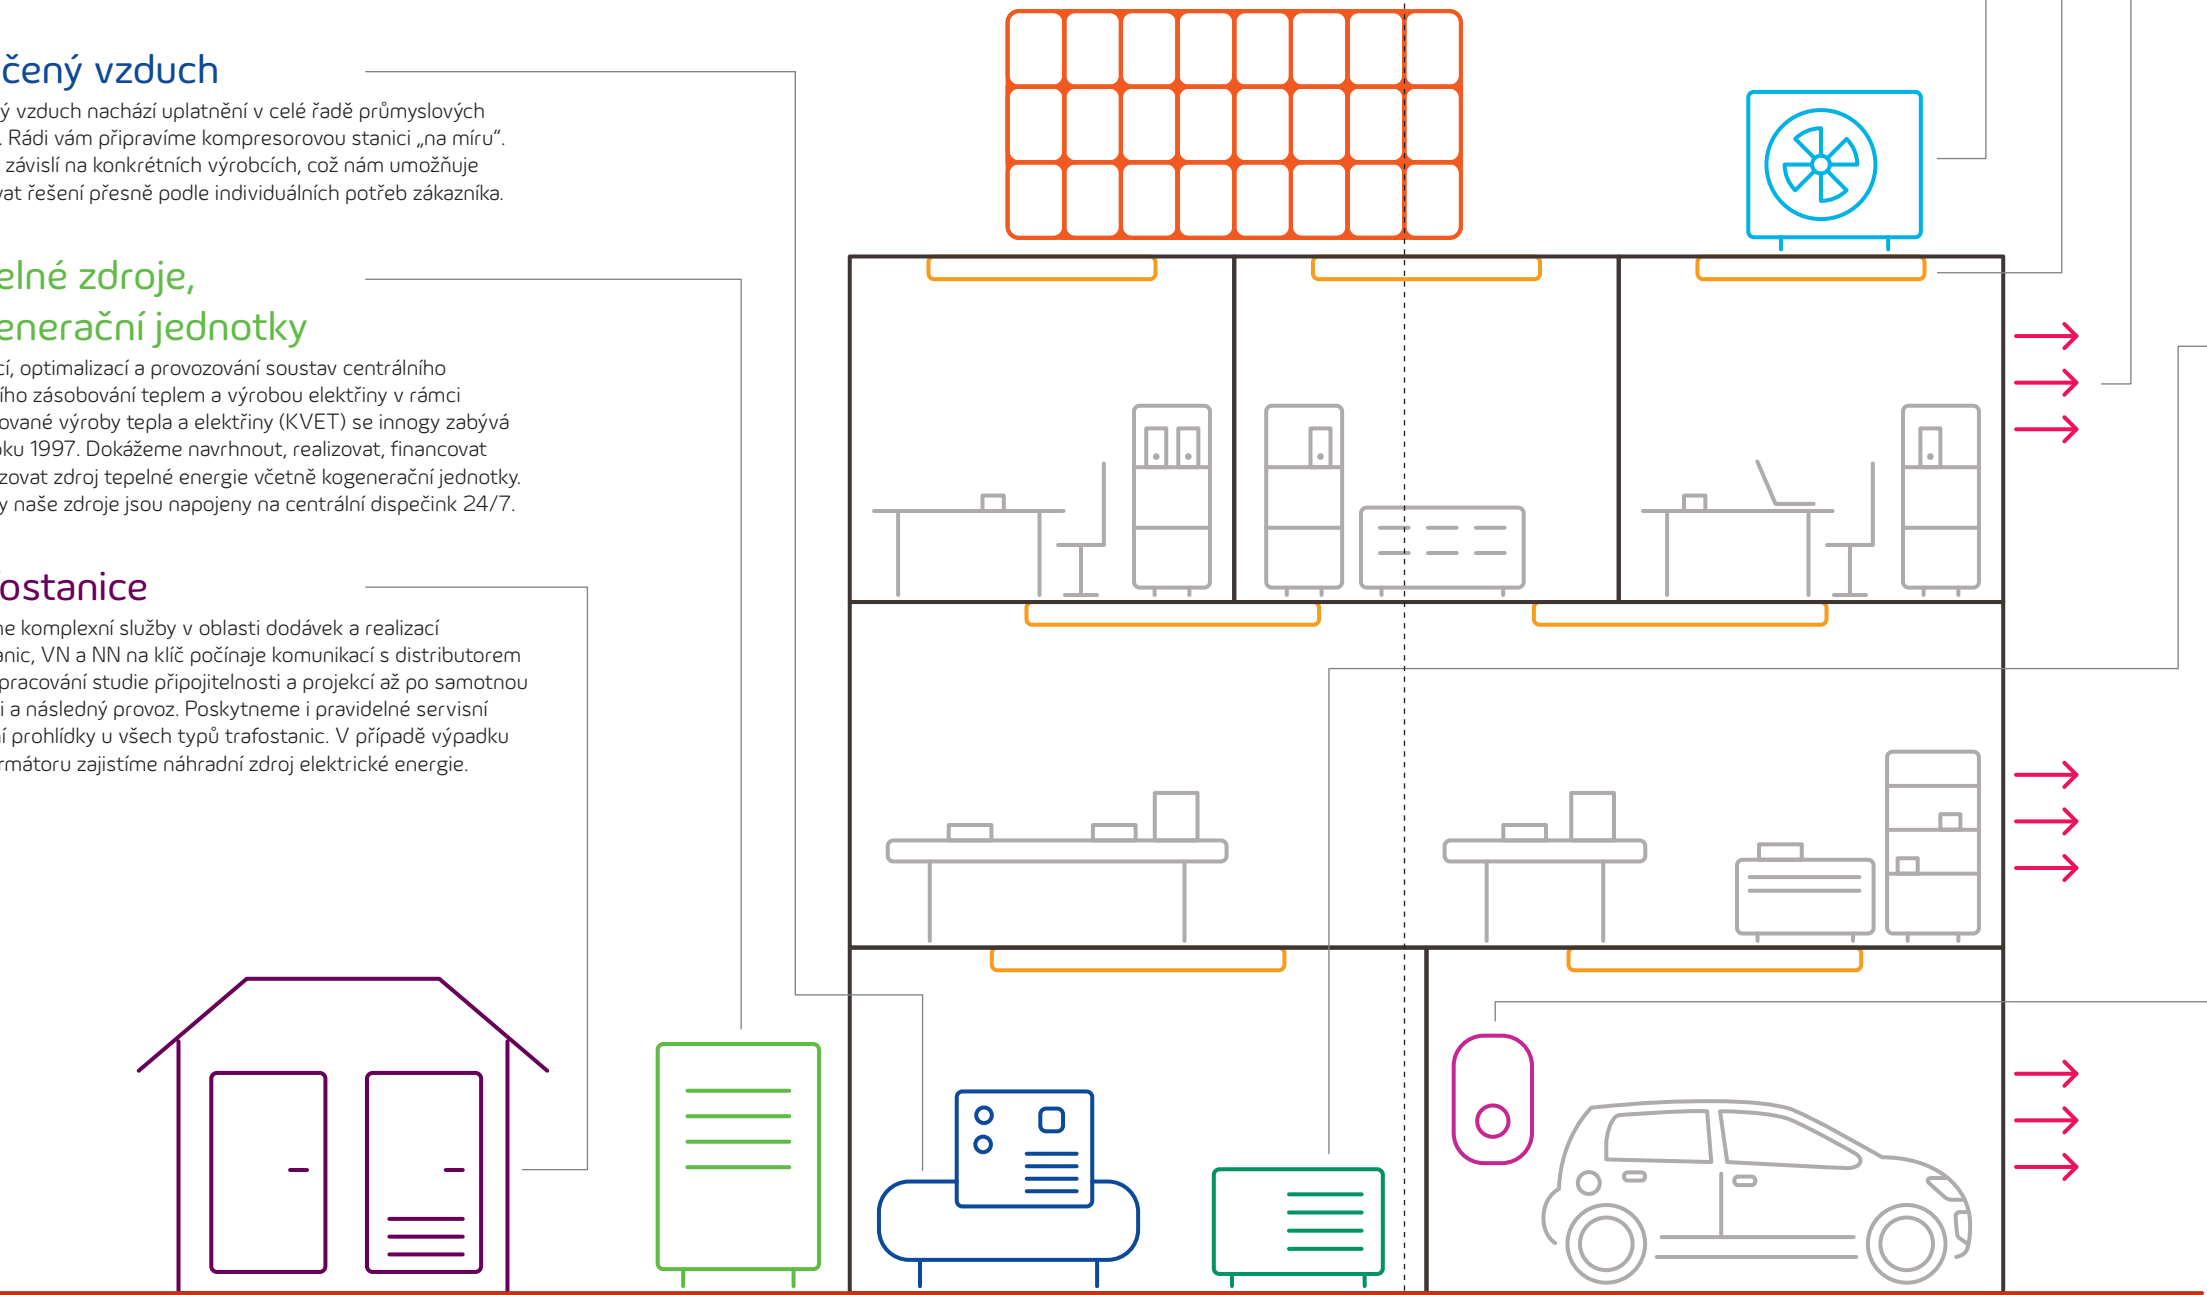 čený vzduch
ý vzduch nachází uplatnění v celé řadě průmyslových
. Rádi vám připravíme kompresorovou stanici „na míru“.
závislí na konkrétních výrobcích, což nám umožňuje
vat řešení přesně podle individuálních potřeb zákazníka.
elné zdroje,
enerační jednotky
cí, optimalizací a provozování soustav centrálního
ího zásobování teplem a výrobou elektřiny v rámci
ované výroby tepla a elektřiny (KVET) se innogy zabývá
oku 1997. Dokážeme navrhnout, realizovat, financovat
zovat zdroj tepelné energie včetně kogenerační jednotky.
y naše zdroje jsou napojeny na centrální dispečink 24/7.
ostanice
ne komplexní služby v oblasti dodávek a realizací
anic, VN a NN na klíč počínaje komunikací s distributorem
pracování studie připojitelnosti a projekcí až po samotnou
i a následný provoz. Poskytneme i pravidelné servisní
ní prohlídky u všech typů trafostanic. V případě výpadku
rmátoru zajistíme náhradní zdroj elektrické energie.